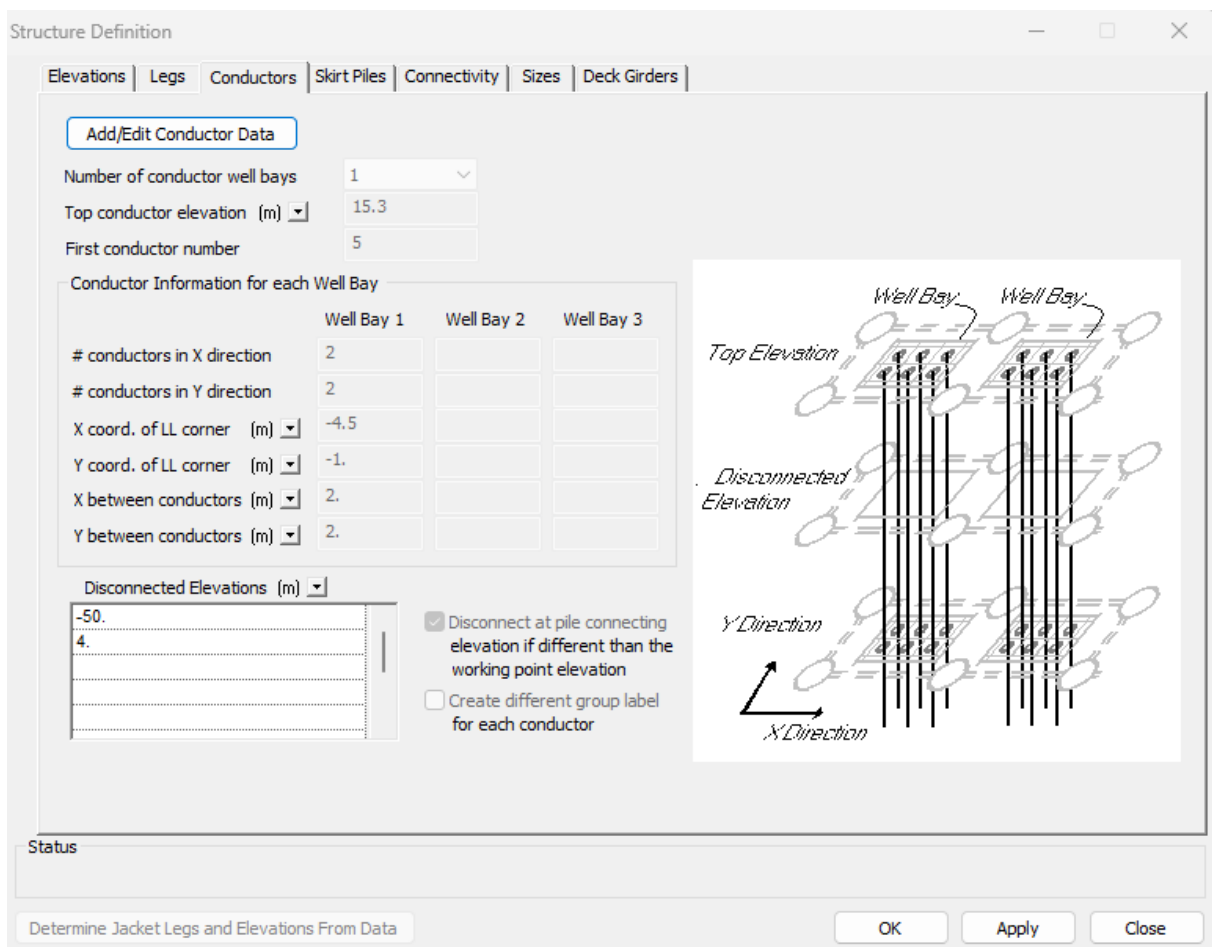 Structure Definition
Elevations Legs Conductors Skirt Piles Connectivity Sizes Deck Girders
Add/Edit Conductor Data
Number of conductor well bays 1
Top conductor elevation (m) 15.3
First conductor number 5
Conductor Information for each Well Bay
Well Bay 1 Well Bay 2 Well Bay 3
# conductors in X direction 2
# conductors in Y direction 2
X coord. of LL corner (m) -4.5
Y coord. of LL corner (m) -1.
X between conductors (m) 2.
Y between conductors (m) 2.
Disconnected Elevations (m)
-50.
4.
Disconnect at pile connecting
elevation if different than the
working point elevation
Create different group label
for each conductor
Well Bay Well Bay
Top Elevation
Disconnected
Elevation
Y Direction
X Direction
Status
Determine Jacket Legs and Elevations From Data OK Apply Close